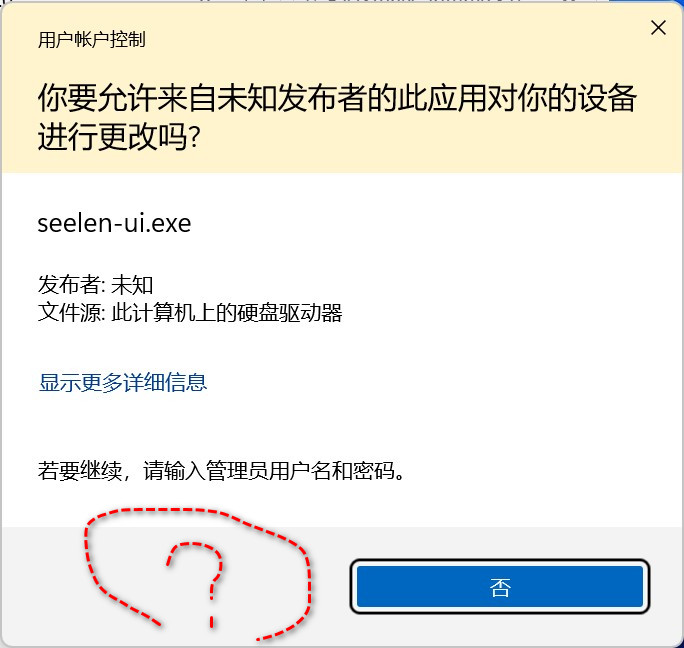 用户帐户控制
你要允许来自未知发布者的此应用对你的设备
进行更改吗?
seelen-ui.exe
发布者: 未知
文件源: 此计算机上的硬盘驱动器
显示更多详细信息
若要继续，请输入管理员用户名和密码。
?
否